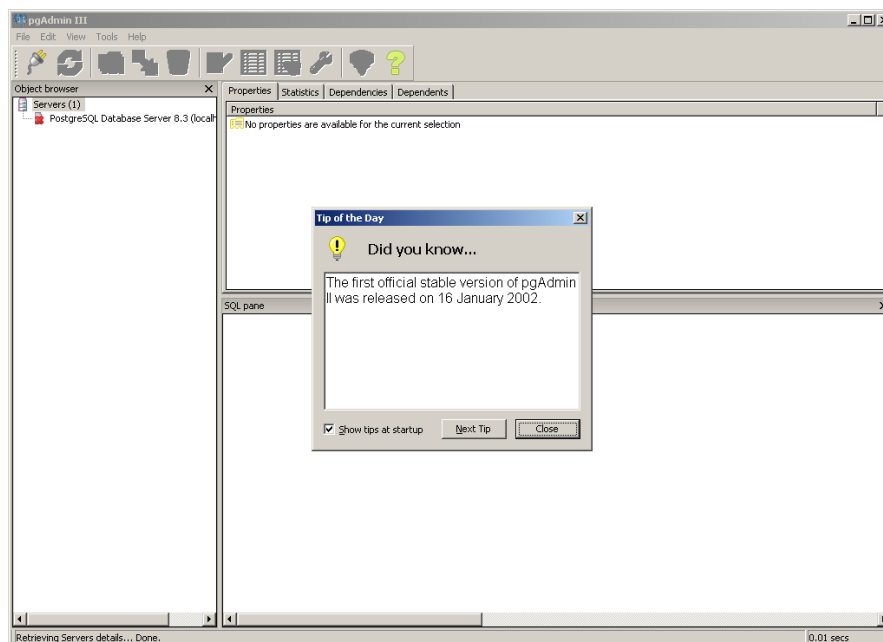 pgAdmin III
File Edit View Tools Help
Object browser
Servers (1)
PostgreSQL Database Server 8.3 (localh
Properties Statistics Dependencies Dependents
Properties
No properties are available for the current selection
Tip of the Day
Did you know...
The first official stable version of pgAdmin
II was released on 16 January 2002.
Show tips at startup Next Tip Close
SQL pane
Retrieving Servers details... Done. 0.01 secs